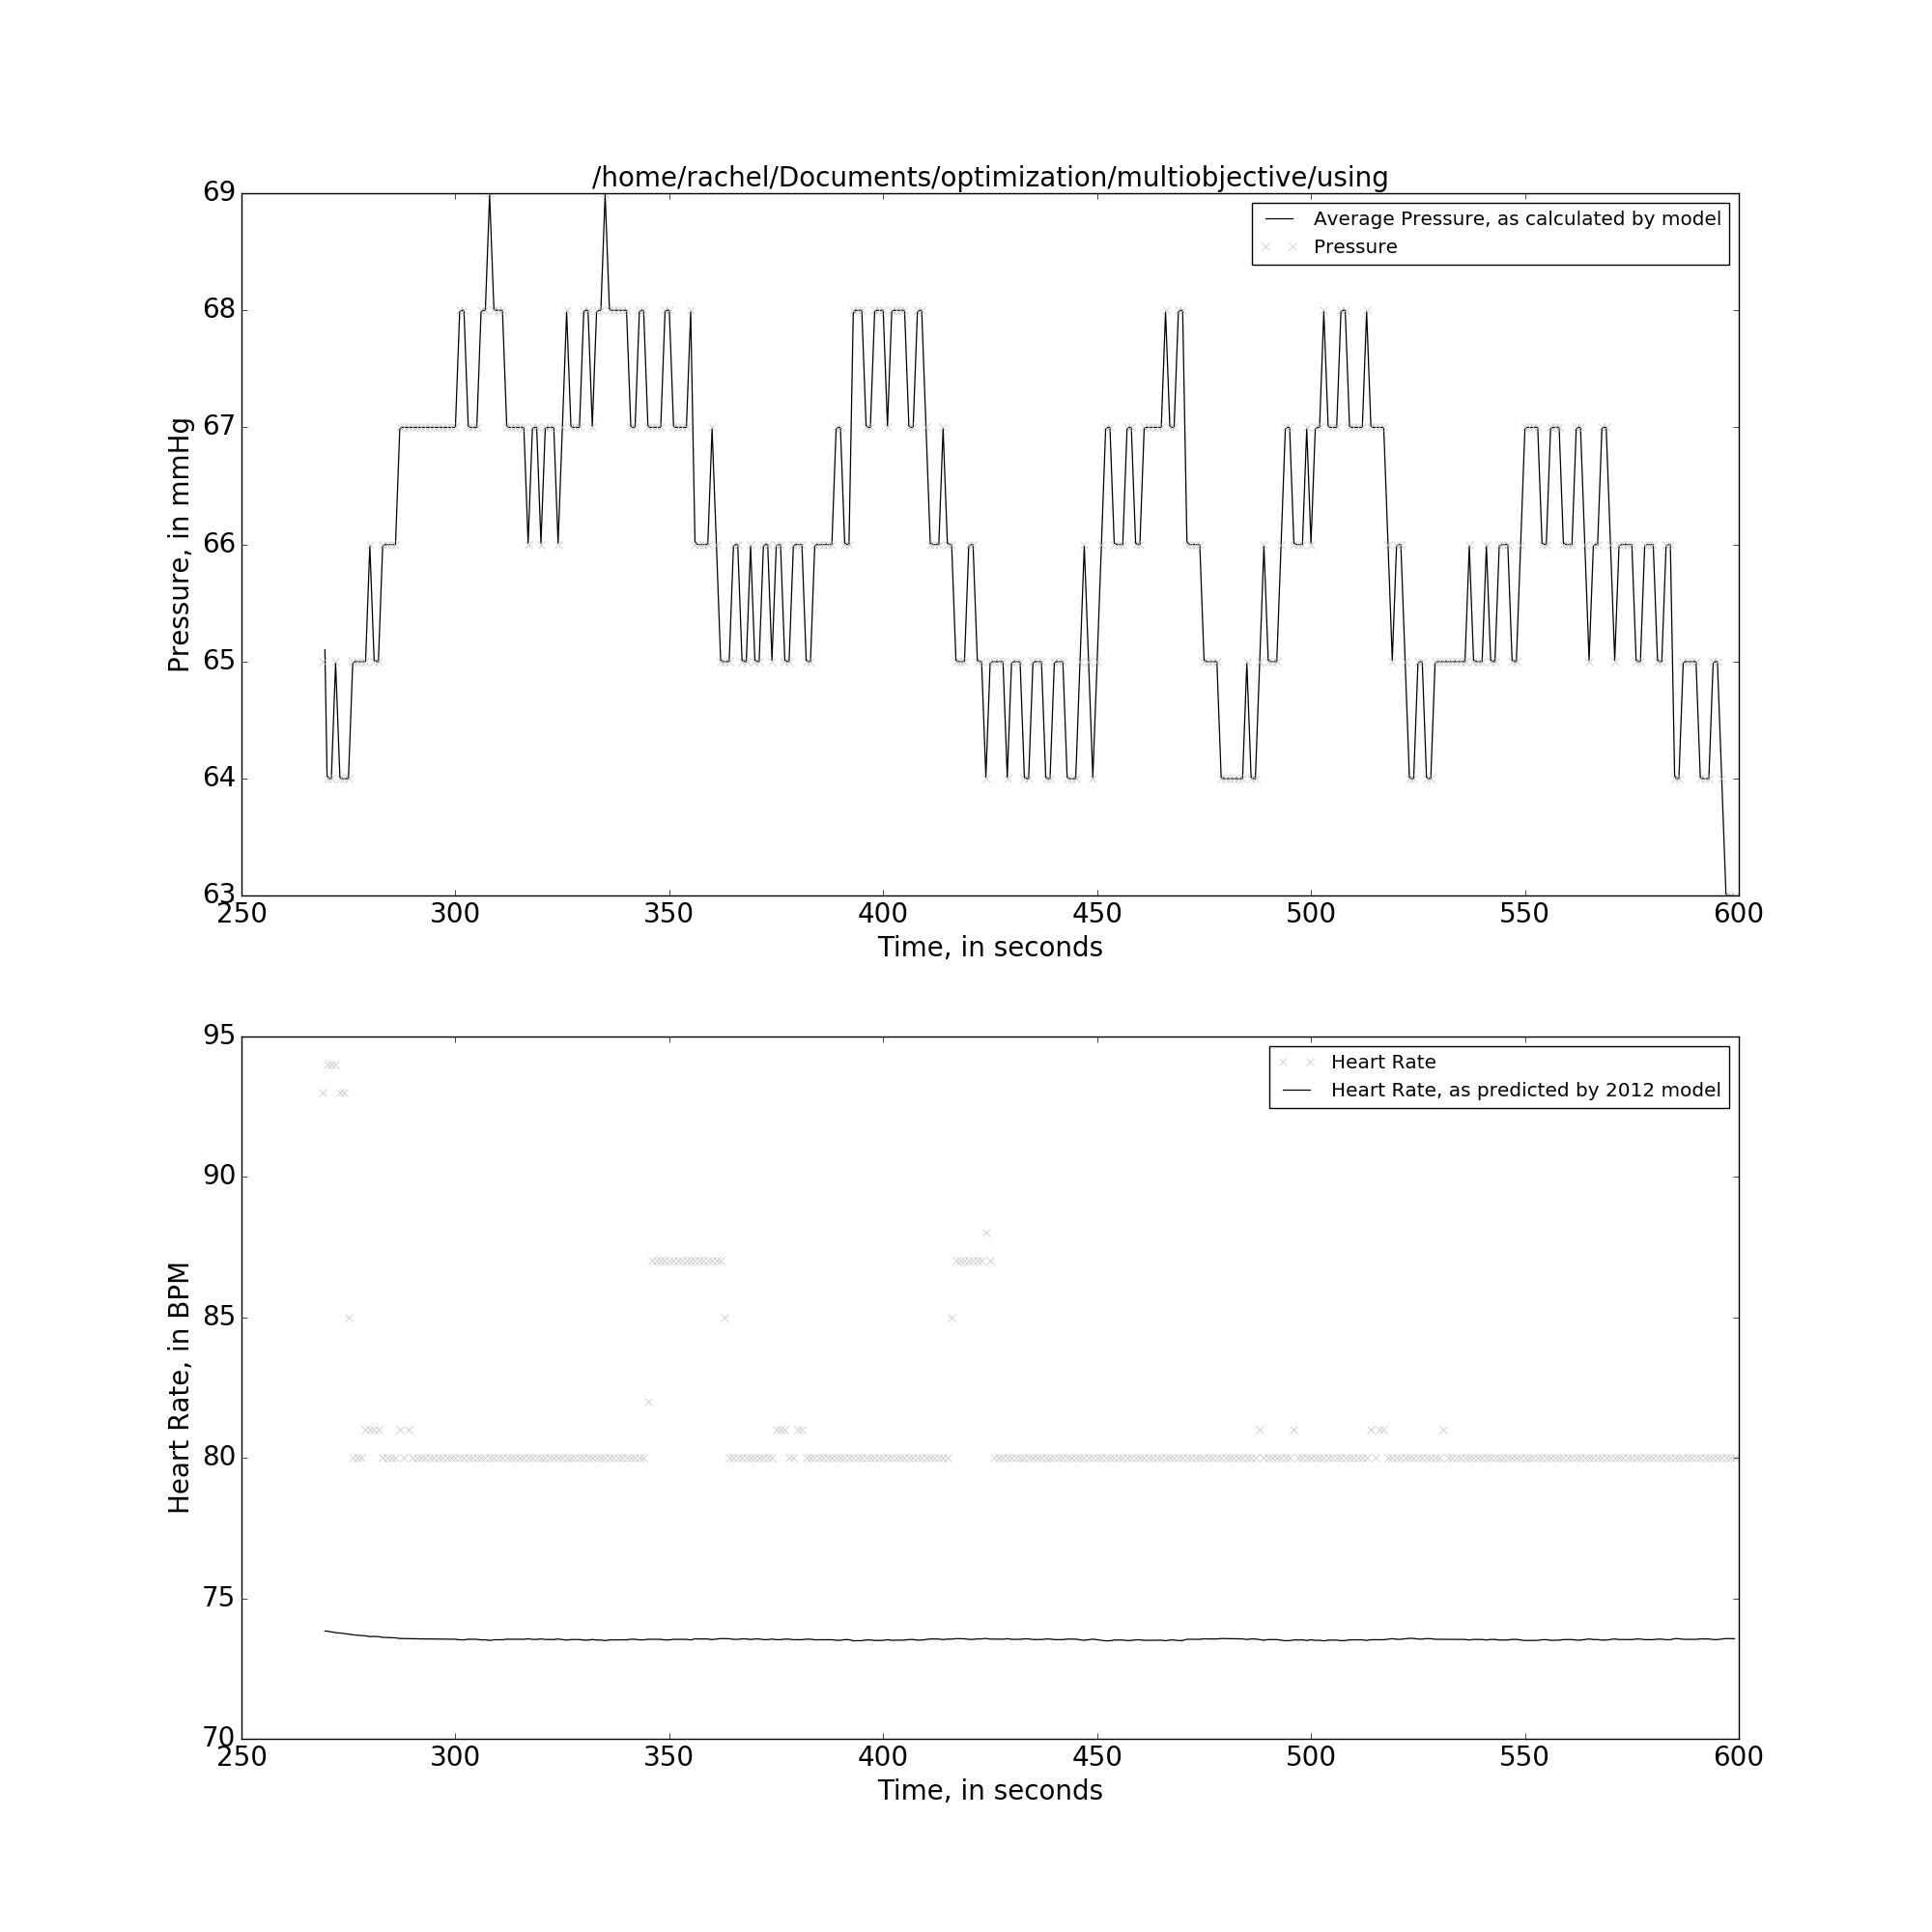 /home/rachel/Documents/optimization/multiobjective/using
69
68
67
66
65
64
63
Pressure, in mmHg
Average Pressure, as calculated by model
Pressure
250 300 350 400 450 500 550 600
Time, in seconds
95
90
85
80
75
70
Heart Rate, in BPM
Heart Rate
Heart Rate, as predicted by 2012 model
250 300 350 400 450 500 550 600
Time, in seconds